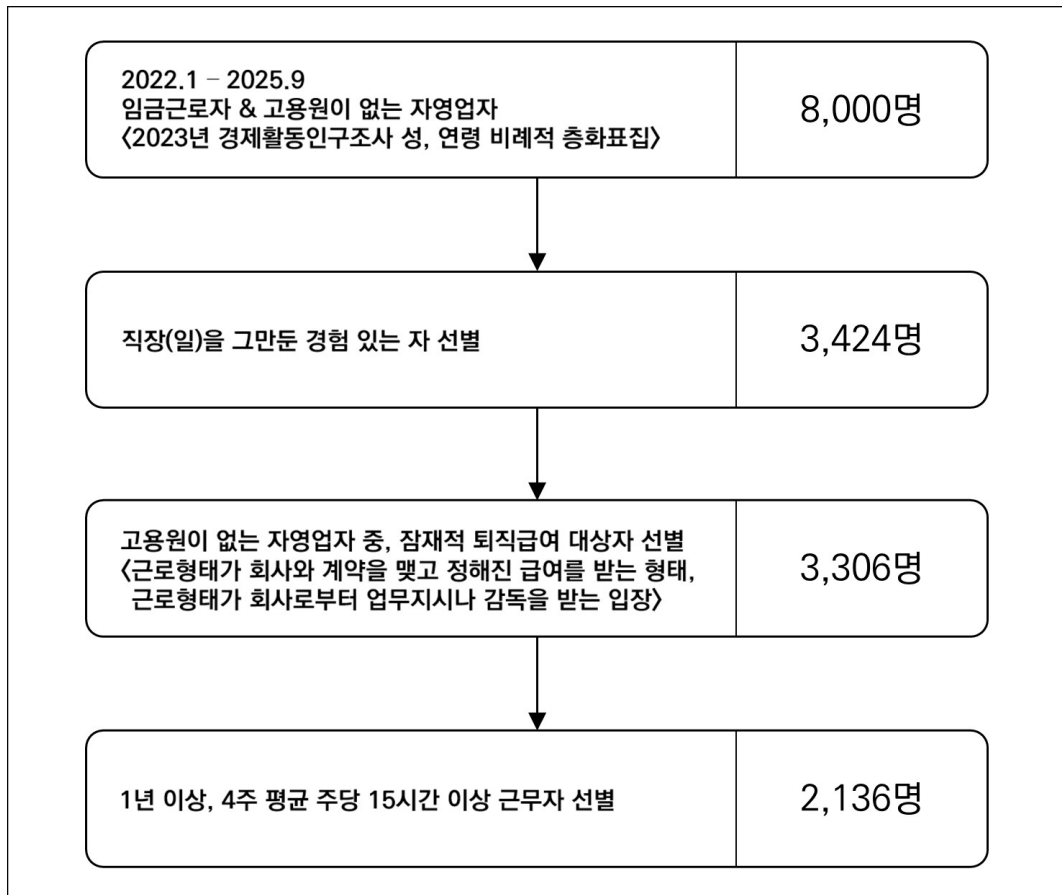 2022.1 – 2025.9
임금근로자 & 고용원이 없는 자영업자
〈2023년 경제활동인구조사 성, 연령 비례적 층화표집〉
8,000명
직장(일)을 그만둔 경험 있는 자 선별
3,424명
고용원이 없는 자영업자 중, 잠재적 퇴직급여 대상자 선별
〈근로형태가 회사와 계약을 맺고 정해진 급여를 받는 형태,
근로형태가 회사로부터 업무지시나 감독을 받는 입장〉
3,306명
1년 이상, 4주 평균 주당 15시간 이상 근무자 선별
2,136명